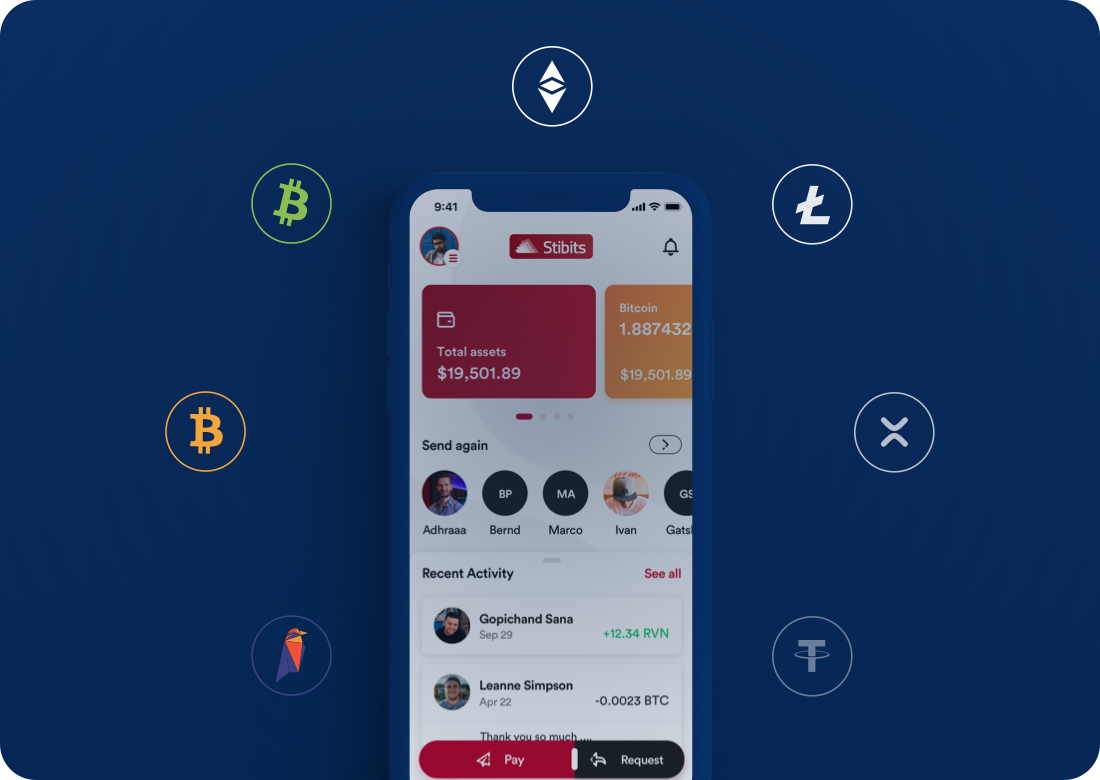 9:41
Stibits
Bitcoin
1.887432
Total assets
$19,501.89
$19,501.89
Send again
BP
MA
GS
Adhraaa
Bernd
Marco
Ivan
Gats
Recent Activity
See all
Gopichand Sana
Sep 29
+12.34 RVN
Leanne Simpson
Apr 22
-0.0023 BTC
Thank you so much ....
Pay
Request